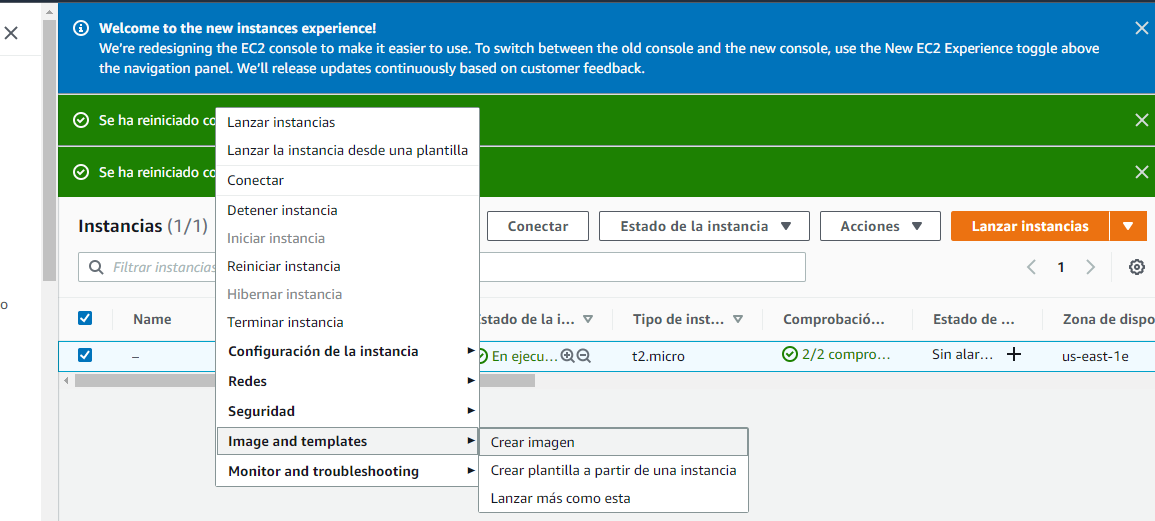 Welcome to the new instances experience!
We're redesigning the EC2 console to make it easier to use. To switch between the old console and the new console, use the New EC2 Experience toggle above
the navigation panel. We'll release updates continuously based on customer feedback.
Se ha reiniciado co
Se ha reiniciado co
Lanzar instancias
Lanzar la instancia desde una plantilla
Conectar
Detener instancia
Iniciar instancia
Reiniciar instancia
Hibernar instancia
Terminar instancia
Configuración de la instancia
Redes
Seguridad
Image and templates
Monitor and troubleshooting
Crear imagen
Crear plantilla a partir de una instancia
Lanzar más como esta
Instancias (1/1)
Conectar
Estado de la instancia
Acciones
Lanzar instancias
Filtrar instancias
1
o
Name
Estado de la i...
Tipo de inst...
Comprobació...
Estado de ...
Zona de dispo
–
En ejecu...
t2.micro
2/2 compro...
Sin alar...
us-east-1e